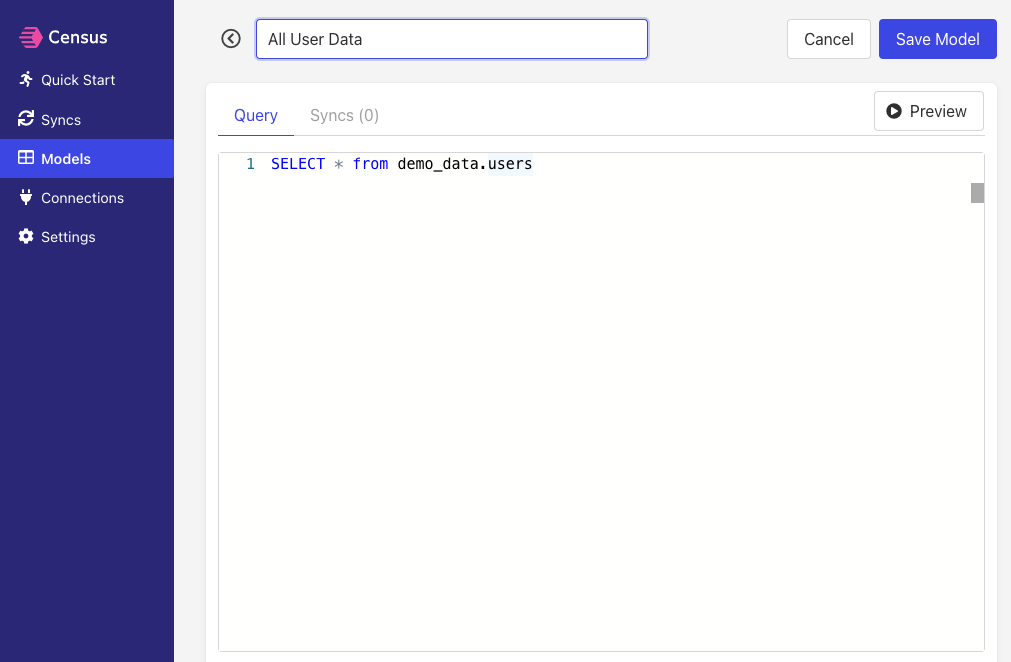 Census
Quick Start
Syncs
Models
Connections
Settings
All User Data
Cancel
Save Model
Query
Syncs (0)
Preview
1 SELECT * from demo_data.users